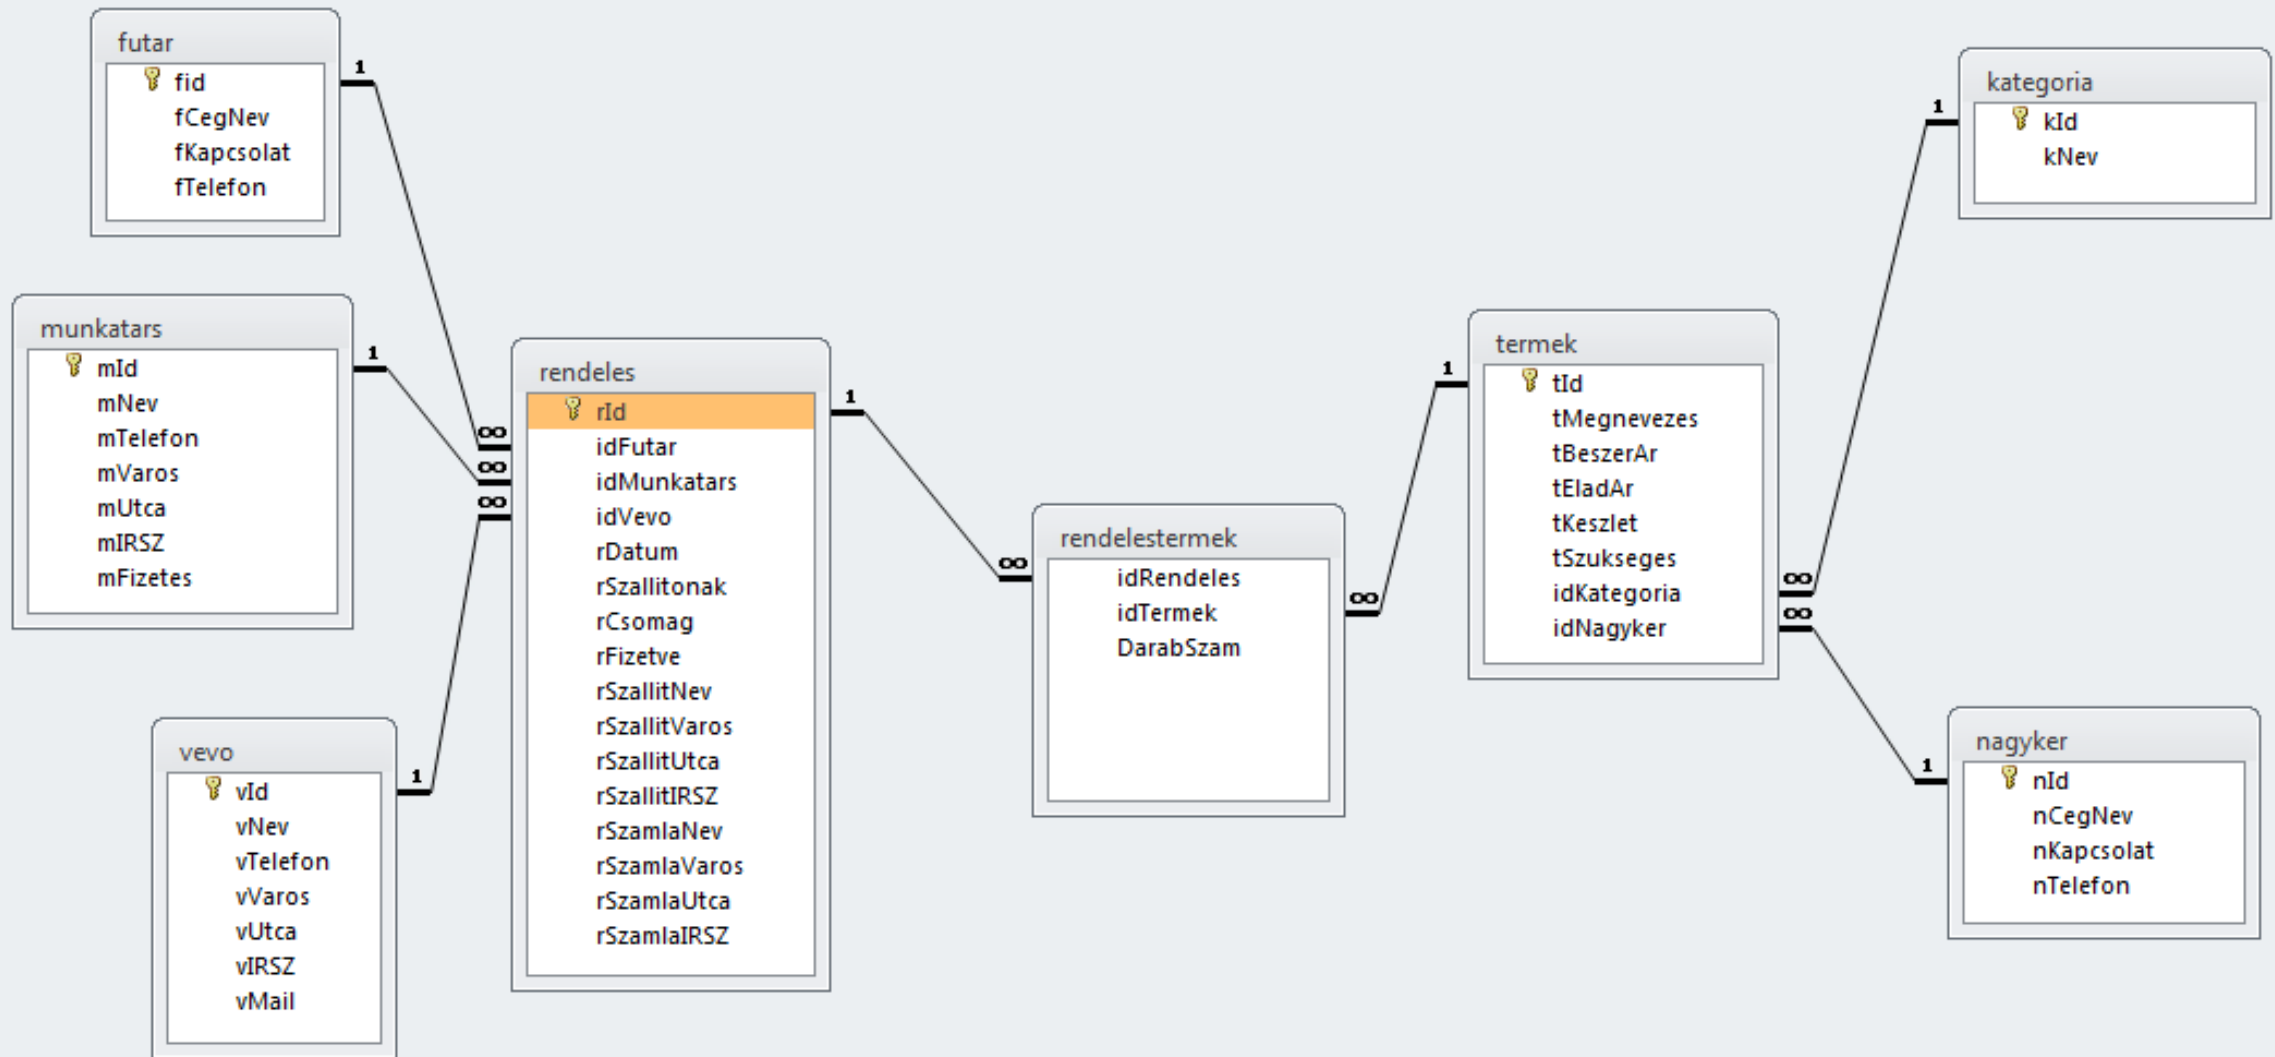 futar
fid
fCegNev
fKapcsolat
fTelefon
1
munkatars
mId
mNev
mTelefon
mVaros
mUtca
mIRSZ
mFizetes
1
vevo
vId
vNev
vTelefon
vVaros
vUtca
vIRSZ
vMail
1
∞
∞
∞
rendeles
rId
idFutar
idMunkatars
idVevo
rDatum
rSzallitonak
rCsomag
rFizetve
rSzallitNev
rSzallitVaros
rSzallitUtca
rSzallitIRSZ
rSzamlaNev
rSzamlaVaros
rSzamlaUtca
rSzamlaIRSZ
1
∞
rendelestermek
idRendeles
idTermek
DarabSzam
∞
1
termek
tId
tMegnevezes
tBeszerAr
tEladAr
tKeszlet
tSzukseges
idKategoria
idNagyker
∞
∞
1
kategoria
kId
kNev
1
nagyker
nId
nCegNev
nKapcsolat
nTelefon